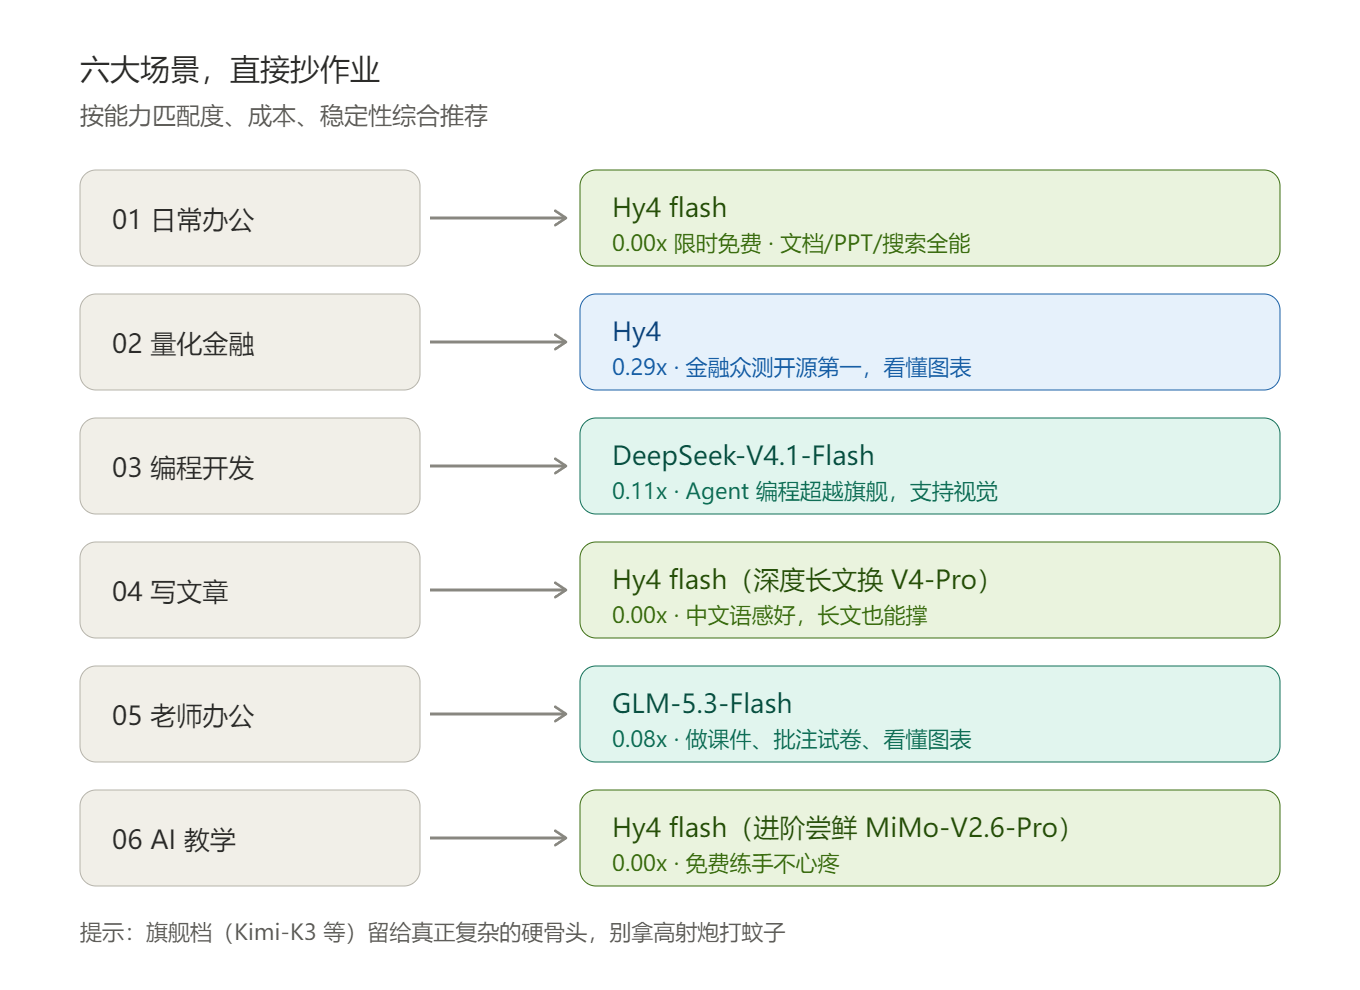 六大场景，直接抄作业
按能力匹配度、成本、稳定性综合推荐
01 日常办公
Hy4 flash
0.00x 限时免费 · 文档/PPT/搜索全能
02 量化金融
Hy4
0.29x · 金融众测开源第一，看懂图表
03 编程开发
DeepSeek-V4.1-Flash
0.11x · Agent 编程超越旗舰，支持视觉
04 写文章
Hy4 flash（深度长文换 V4-Pro）
0.00x · 中文语感好，长文也能撑
05 老师办公
GLM-5.3-Flash
0.08x · 做课件、批注试卷、看懂图表
06 AI 教学
Hy4 flash（进阶尝鲜 MiMo-V2.6-Pro）
0.00x · 免费练手不心疼
提示：旗舰档（Kimi-K3 等）留给真正复杂的硬骨头，别拿高射炮打蚊子